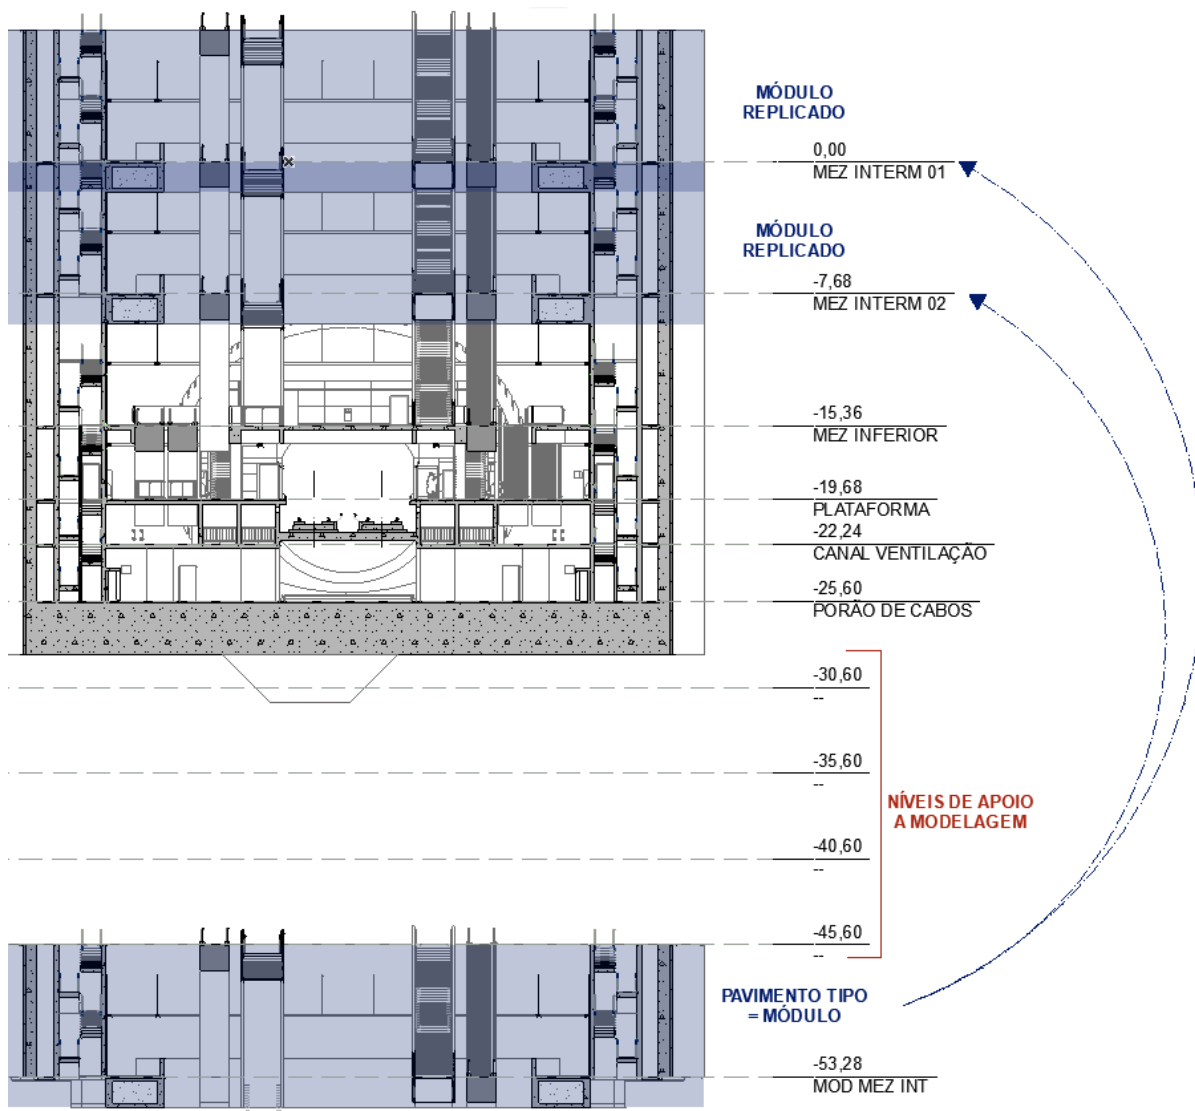 MÓDULO
REPLICADO
0,00
MEZ INTERM 01
MÓDULO
REPLICADO
-7,68
MEZ INTERM 02
-15,36
MEZ INFERIOR
-19,68
PLATAFORMA
-22,24
CANAL VENTILAÇÃO
-25,60
PORÃO DE CABOS
-30,60
--
-35,60
--
NÍVEIS DE APOIO
A MODELAGEM
-40,60
--
-45,60
--
PAVIMENTO TIPO
= MÓDULO
-53,28
MOD MEZ INT